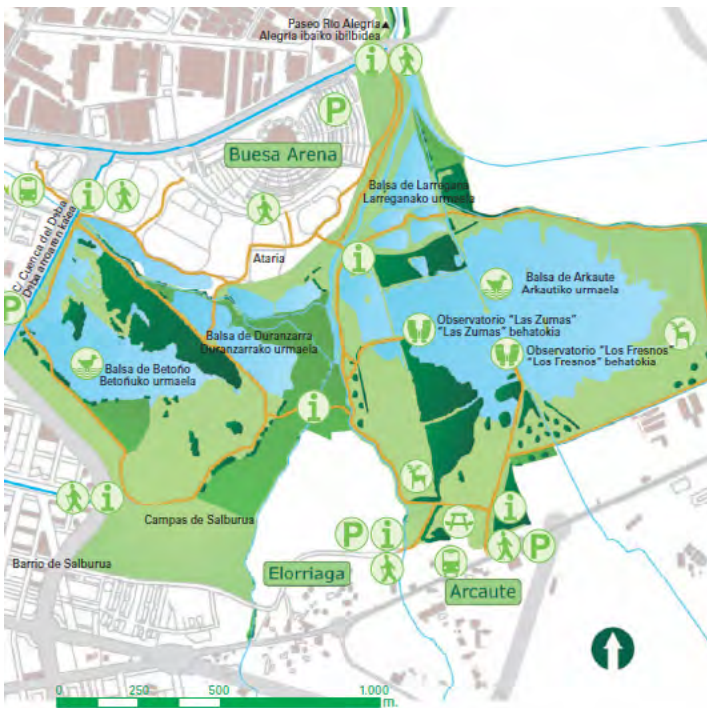 Paseo Río Alegría
Alegria ibaiko ibilbidea
i
P
Buesa Arena
Balsa de Larregana
Larreganako urmaela
i
c/ Cuenca del Deba
Deba arroaren kalea
Ataria
i
Balsa de Arkaute
Arkautiko urmaela
P
Balsa de Duranzarra
Duranzarrako urmaela
Observatorio "Las Zumas"
"Las Zumas" behatokia
Observatorio "Los Fresnos"
"Los Fresnos" behatokia
Balsa de Betoño
Betoñuko urmaela
i
i
Campas de Salburua
i
P
i
P
Barrio de Salburua
Elorriaga
Arcaute
0 250 500 1.000
m.